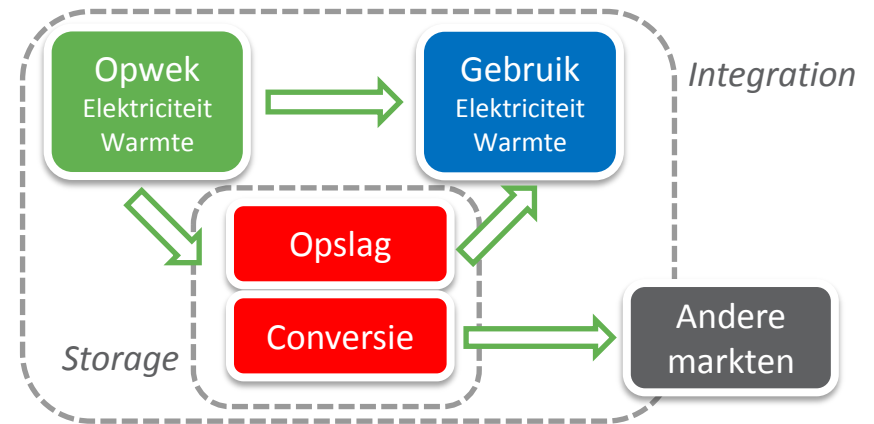 Opwek
Elektriciteit
Warmte
Gebruik
Elektriciteit
Warmte
Integration
Opslag
Conversie
Storage
Andere
markten